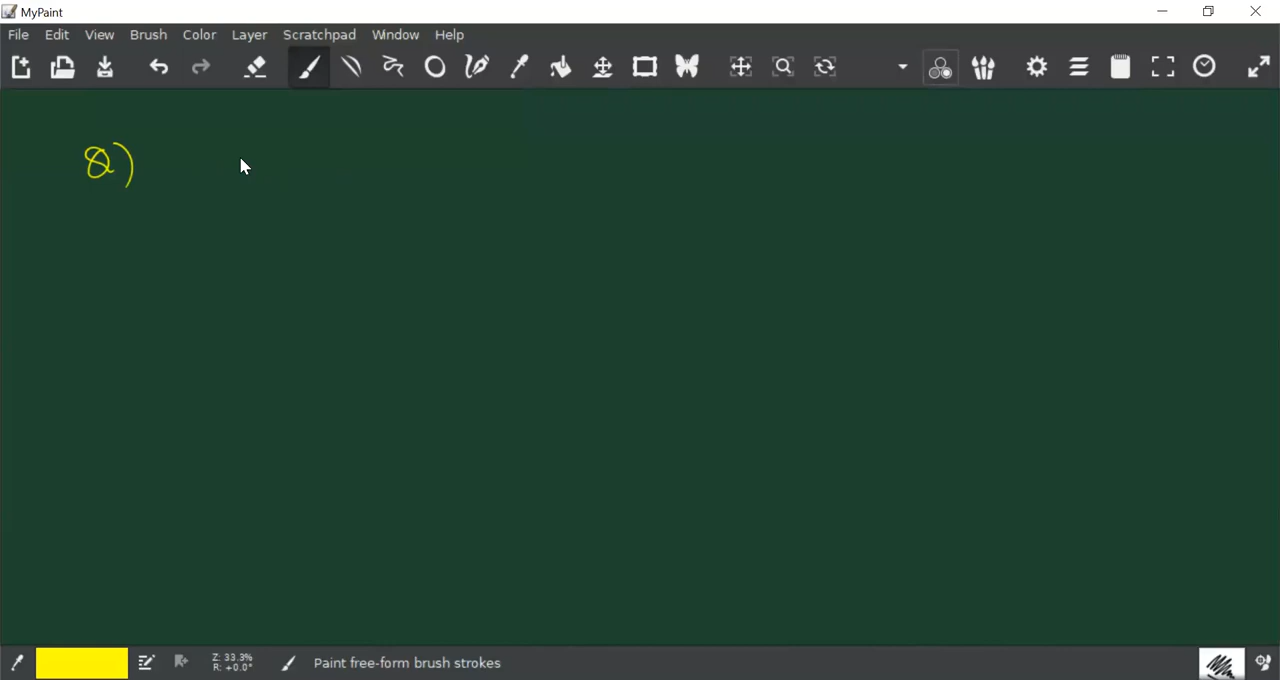 MyPaint
File Edit View Brush Color Layer Scratchpad Window Help
8)
Z: 33.3%
R: +0.0°
Paint free-form brush strokes